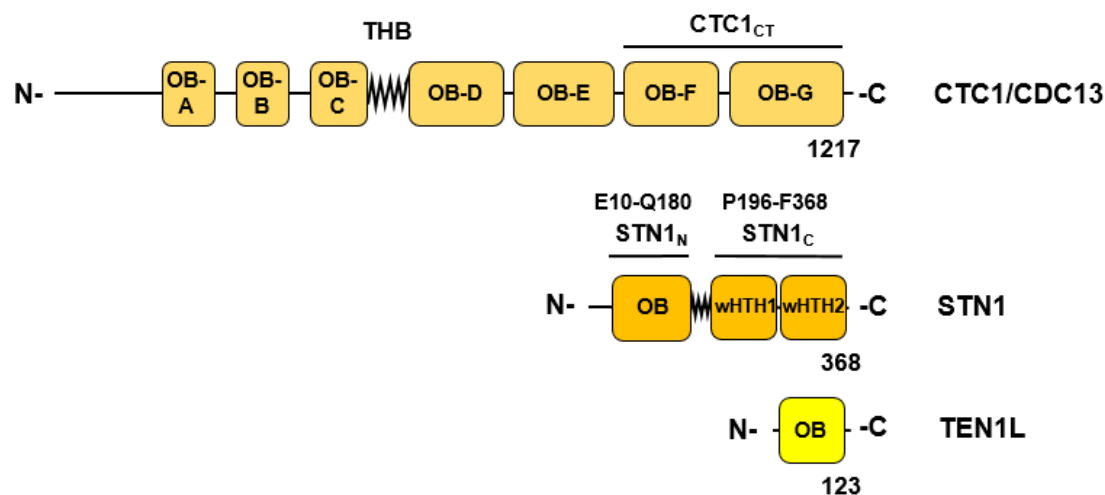 THB
CTC1CT
N-
OB-
A
OB-
B
OB-
C
OB-D
OB-E
OB-F
OB-G
-C
CTC1/CDC13
1217
E10-Q180
STN1N
P196-F368
STN1C
N-
OB
wHTH1
wHTH2
-C
STN1
368
N-
OB
-C
TEN1L
123